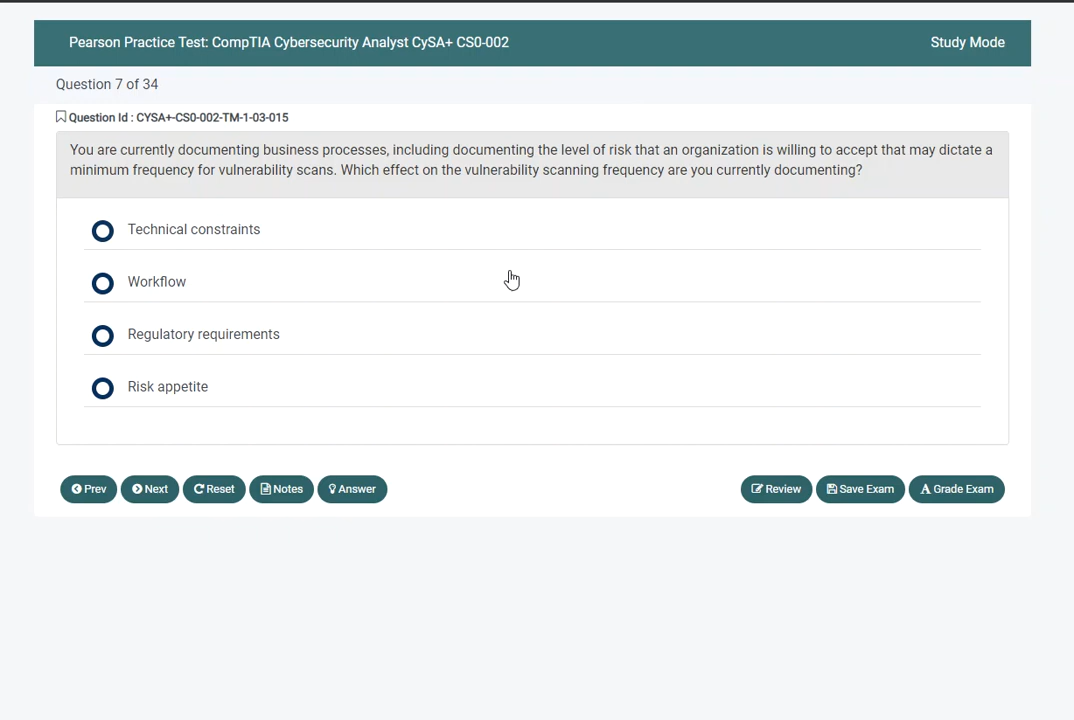 Pearson Practice Test: CompTIA Cybersecurity Analyst CySA+ CS0-002
Study Mode
Question 7 of 34
Question Id : CYSA+-CS0-002-TM-1-03-015
You are currently documenting business processes, including documenting the level of risk that an organization is willing to accept that may dictate a
minimum frequency for vulnerability scans. Which effect on the vulnerability scanning frequency are you currently documenting?
Technical constraints
Workflow
Regulatory requirements
Risk appetite
Prev
Next
Reset
Notes
Answer
Review
Save Exam
Grade Exam